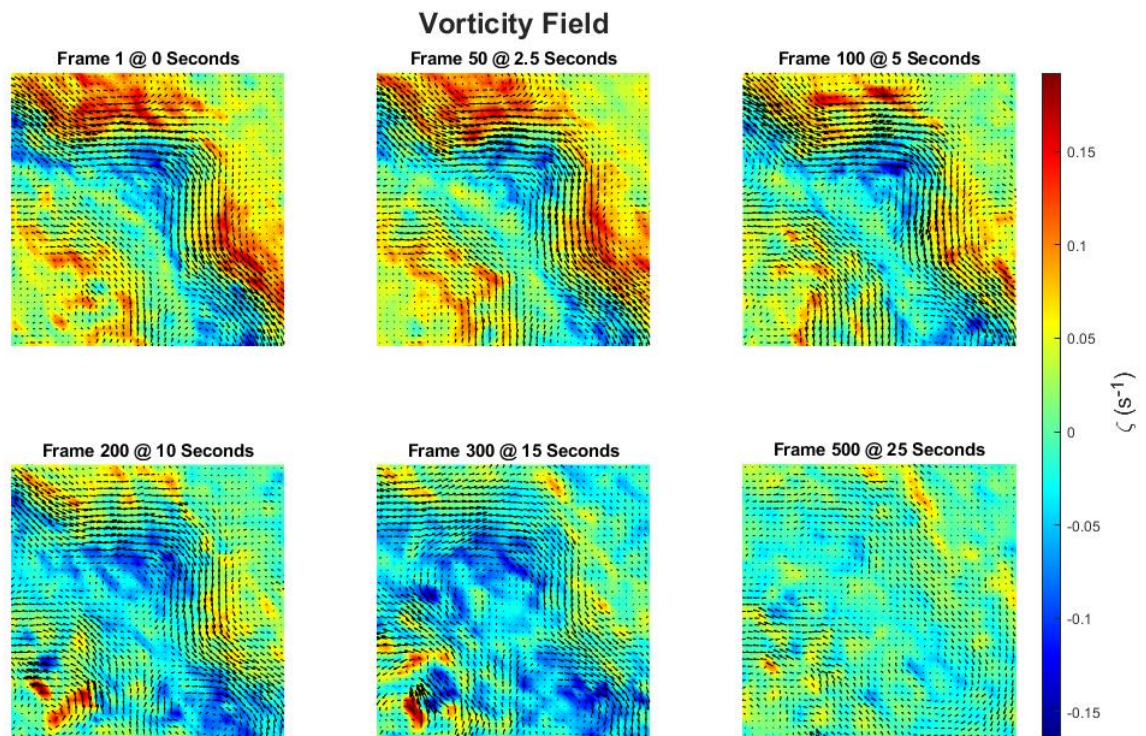 Vorticity Field
Frame 1 @ 0 Seconds
Frame 50 @ 2.5 Seconds
Frame 100 @ 5 Seconds
0.15
0.1
0.05
0
-0.05
-0.1
-0.15
ζ (s⁻¹)
Frame 200 @ 10 Seconds
Frame 300 @ 15 Seconds
Frame 500 @ 25 Seconds